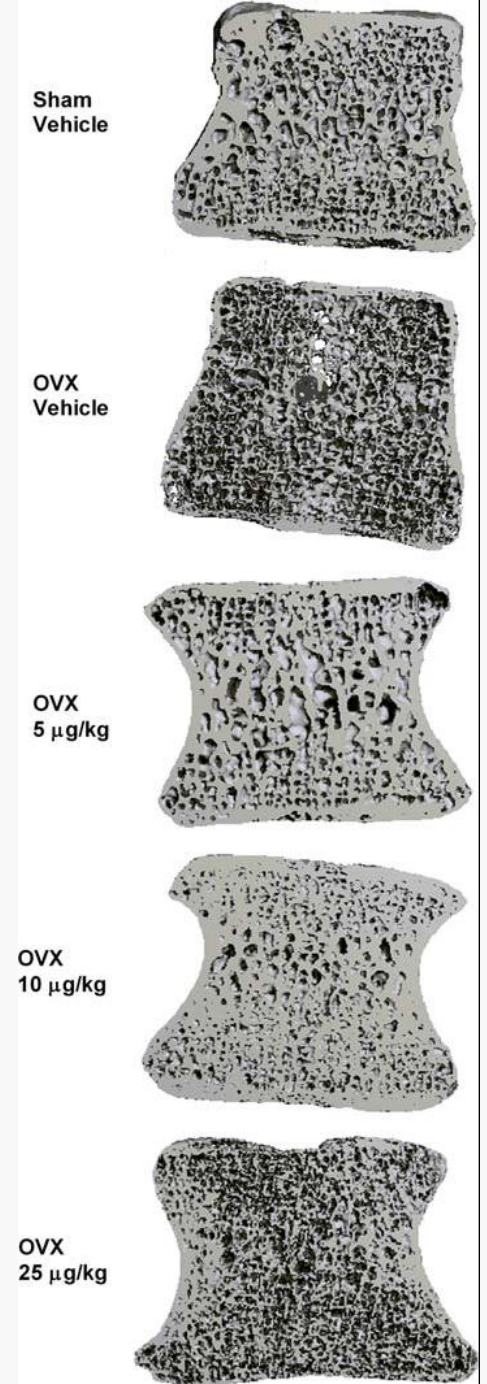 Sham
Vehicle
OVX
Vehicle
OVX
5 μg/kg
OVX
10 μg/kg
OVX
25 μg/kg